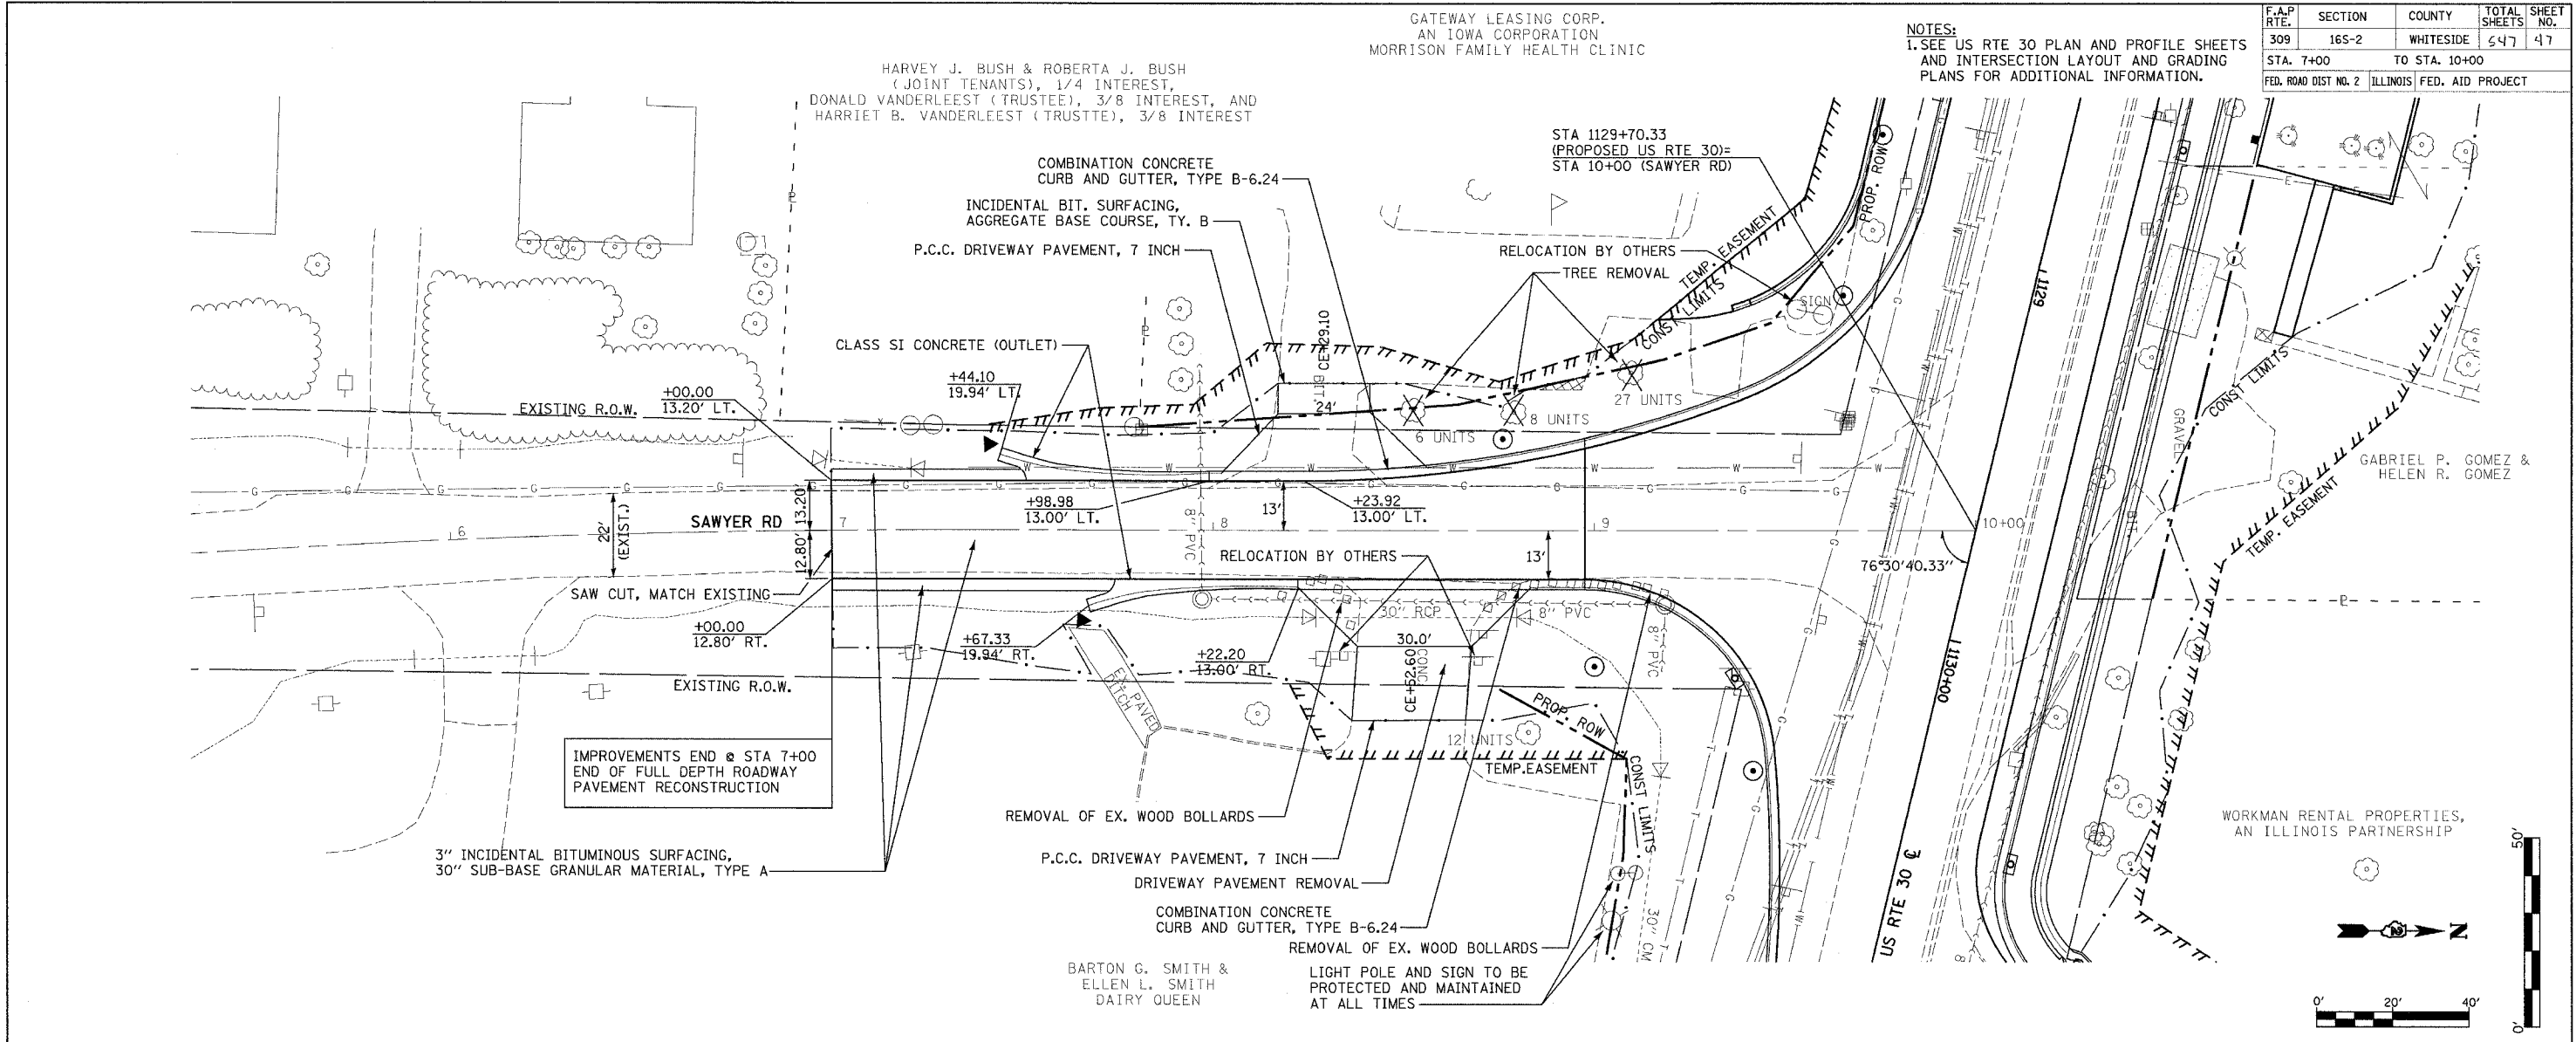 GATEWAY LEASING CORP.
AN IOWA CORPORATION
MORRISON FAMILY HEALTH CLINIC
NOTES:
1. SEE US RTE 30 PLAN AND PROFILE SHEETS
AND INTERSECTION LAYOUT AND GRADING
PLANS FOR ADDITIONAL INFORMATION.
F.A.P RTE. SECTION COUNTY TOTAL SHEETS SHEET NO.
309 16S-2 WHITESIDE 547 47
STA. 7+00 TO STA. 10+00
FED. ROAD DIST NO. 2 ILLINOIS FED. AID PROJECT
HARVEY J. BUSH & ROBERTA J. BUSH
(JOINT TENANTS), 1/4 INTEREST,
DONALD VANDERLEEST (TRUSTEE), 3/8 INTEREST, AND
HARRIET B. VANDERLEEST (TRUSTTE), 3/8 INTEREST
STA 1129+70.33
(PROPOSED US RTE 30)=
STA 10+00 (SAWYER RD)
COMBINATION CONCRETE
CURB AND GUTTER, TYPE B-6.24
INCIDENTAL BIT. SURFACING,
AGGREGATE BASE COURSE, TY. B
P.C.C. DRIVEWAY PAVEMENT, 7 INCH
RELOCATION BY OTHERS
TREE REMOVAL
TEMP. EASEMENT
CONST LIMITS
PROP. ROW
SIGN
CLASS SI CONCRETE (OUTLET)
CE+29.10
11.8'
24'
+44.10
19.94' LT.
+00.00
13.20' LT.
EXISTING R.O.W.
6 UNITS
8 UNITS
27 UNITS
1129
CONST LIMITS
GRAVEL
BIT
GABRIEL P. GOMEZ &
HELEN R. GOMEZ
TEMP. EASEMENT
+98.98
13.00' LT.
+23.92
13.00' LT.
13'
SAWYER RD
22'
(EXIST.)
13.20'
12.80'
6
7
8
9
10+00
8" PVC
13'
76°30'40.33"
RELOCATION BY OTHERS
SAW CUT, MATCH EXISTING
30" RCP
8" PVC
8" PVC
+00.00
12.80' RT.
+67.33
19.94' RT.
+22.20
13.00' RT.
30.0'
CE+52.60
CONC
EXISTING R.O.W.
EX. PAVED
DITCH
PROP. ROW
12 UNITS
TEMP.EASEMENT
CONST LIMITS
1130+00
IMPROVEMENTS END @ STA 7+00
END OF FULL DEPTH ROADWAY
PAVEMENT RECONSTRUCTION
REMOVAL OF EX. WOOD BOLLARDS
WORKMAN RENTAL PROPERTIES,
AN ILLINOIS PARTNERSHIP
3" INCIDENTAL BITUMINOUS SURFACING,
30" SUB-BASE GRANULAR MATERIAL, TYPE A
P.C.C. DRIVEWAY PAVEMENT, 7 INCH
DRIVEWAY PAVEMENT REMOVAL
COMBINATION CONCRETE
CURB AND GUTTER, TYPE B-6.24
REMOVAL OF EX. WOOD BOLLARDS
30" CM
US RTE 30 ℄
BARTON G. SMITH &
ELLEN L. SMITH
DAIRY QUEEN
LIGHT POLE AND SIGN TO BE
PROTECTED AND MAINTAINED
AT ALL TIMES
N
0' 20' 40'
50'
0'